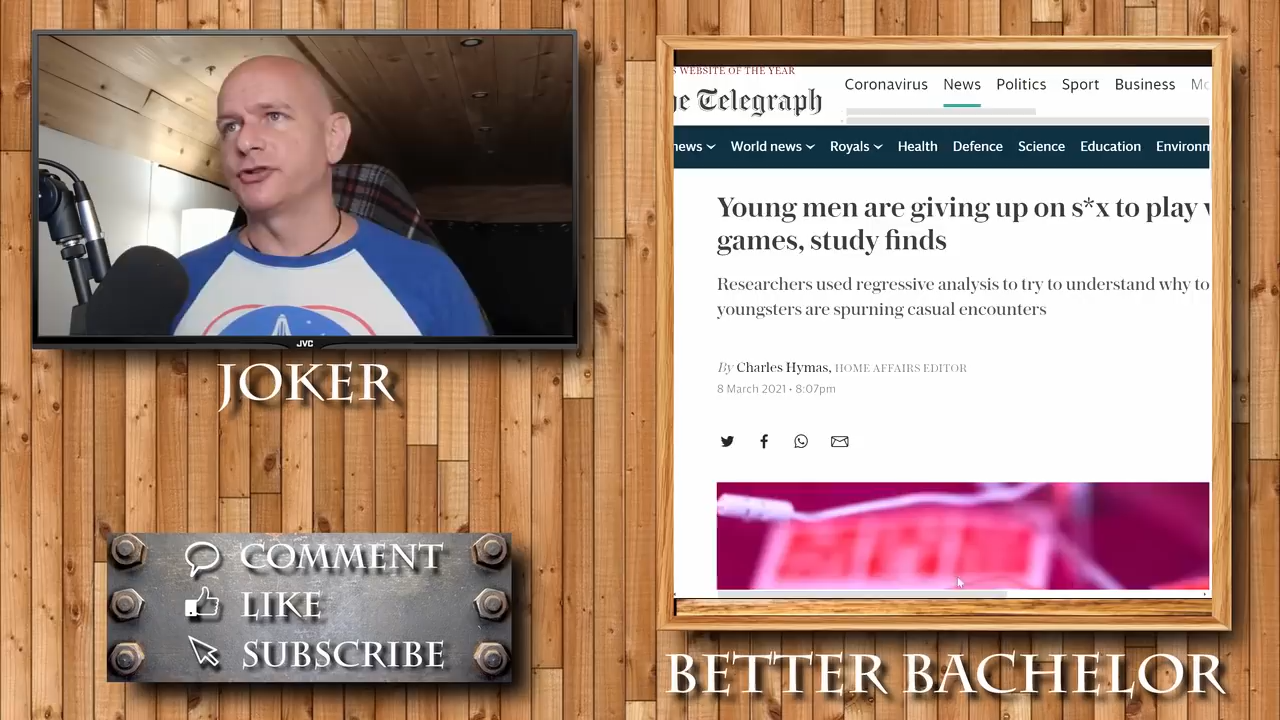 JVC
JOKER
COMMENT
LIKE
SUBSCRIBE
S WEBSITE OF THE YEAR
he Telegraph
Coronavirus News Politics Sport Business Mo
news World news Royals Health Defence Science Education Environm
Young men are giving up on s*x to play v
games, study finds
Researchers used regressive analysis to try to understand why to
youngsters are spurning casual encounters
By Charles Hymas, HOME AFFAIRS EDITOR
8 March 2021 • 8:07pm
BETTER BACHELOR